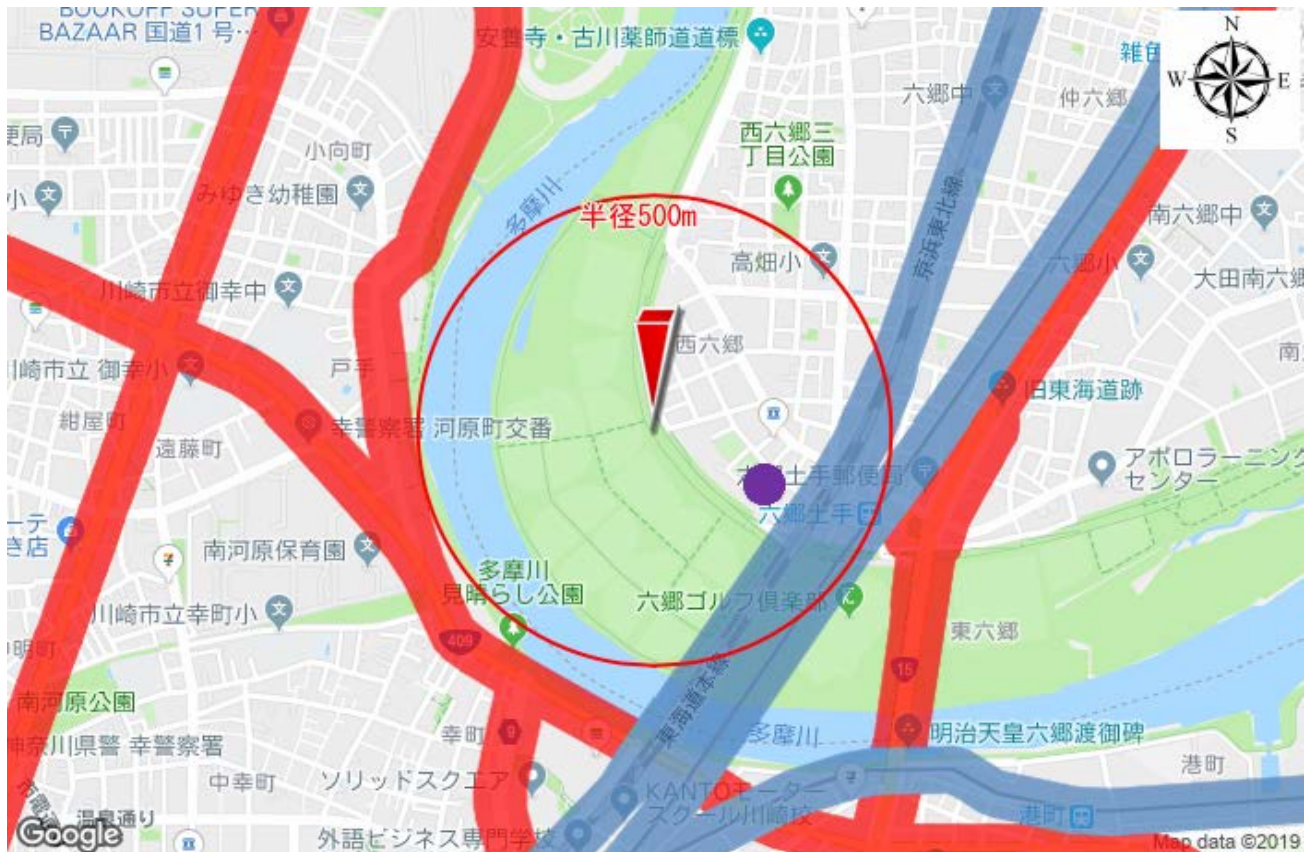 BOOKOFF SUPER
BAZAAR 国道1 号…
安養寺・古川薬師道道標
雑色
N
W
E
S
六郷中
仲六郷
便局
小向町
西六郷三
丁目公園
小
みゆき幼稚園
多摩川
半径500m
京浜東北線
南六郷中
高畑小
六郷小
大田南六郷
川崎市立御幸中
川崎市立 御幸小
戸手
西六郷
南
旧東海道跡
紺屋町
幸警察署 河原町交番
遠藤町
アポロラーニング
センター
土手郵便局
六郷土手
ーテ
き店
南河原保育園
多摩川
見晴らし公園
六郷ゴルフ倶楽部
川崎市立幸町小
409
東六郷
15
明町
南河原公園
東海道本線
多摩川
明治天皇六郷渡御碑
神奈川県警 幸警察署
幸町
9
港町
中幸町
ソリッドスクエア
KANTOモーター
スクール川崎校
港町
市電通り
温泉通り
外語ビジネス専門学校
Google
Map data ©2019